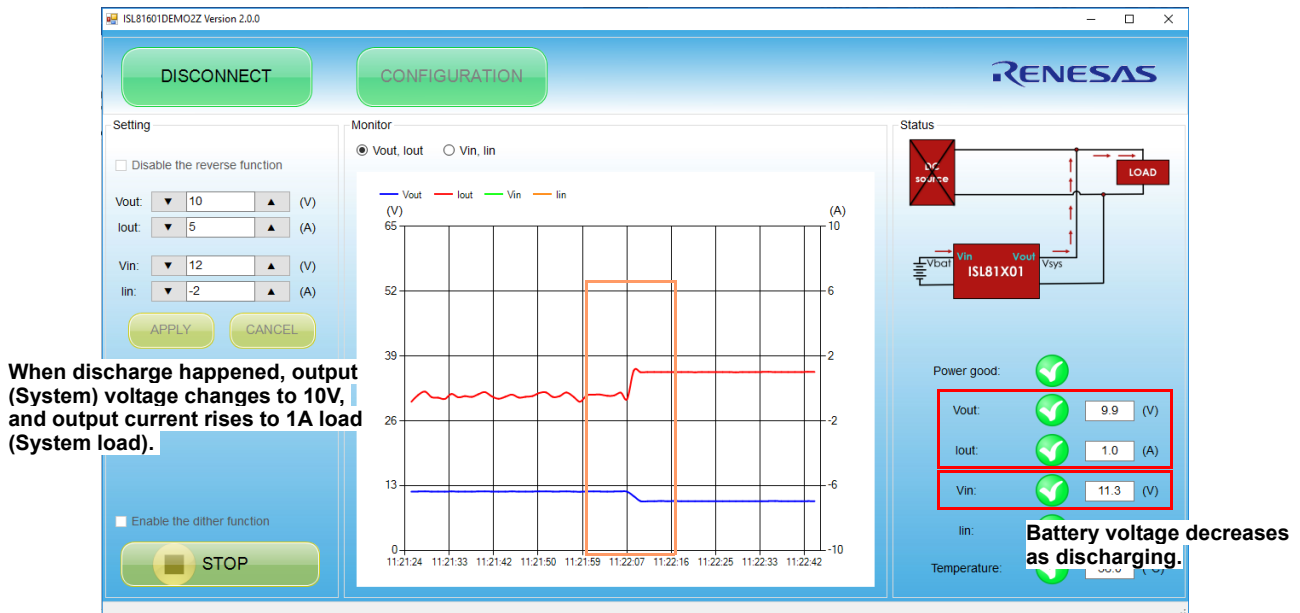 ISL81601DEMO2Z Version 2.0.0
DISCONNECT
CONFIGURATION
RENESAS
Setting
Disable the reverse function
Vout: ▼ 10 ▲ (V)
Iout: ▼ 5 ▲ (A)
Vin: ▼ 12 ▲ (V)
Iin: ▼ -2 ▲ (A)
APPLY
CANCEL
When discharge happened, output
(System) voltage changes to 10V,
and output current rises to 1A load
(System load).
Enable the dither function
STOP
Monitor
Vout, Iout
Vin, Iin
Vout Iout Vin Iin
(V)
(A)
65
52
39
26
13
0
10
6
2
-2
-6
-10
11:21:24 11:21:33 11:21:42 11:21:50 11:21:59 11:22:07 11:22:16 11:22:25 11:22:33 11:22:42
Status
DC
source
LOAD
Vbat
Vin
Vout
Vsys
ISL81X01
Power good:
Vout: 9.9 (V)
Iout: 1.0 (A)
Vin: 11.3 (V)
Iin:
Battery voltage decreases
as discharging.
Temperature: